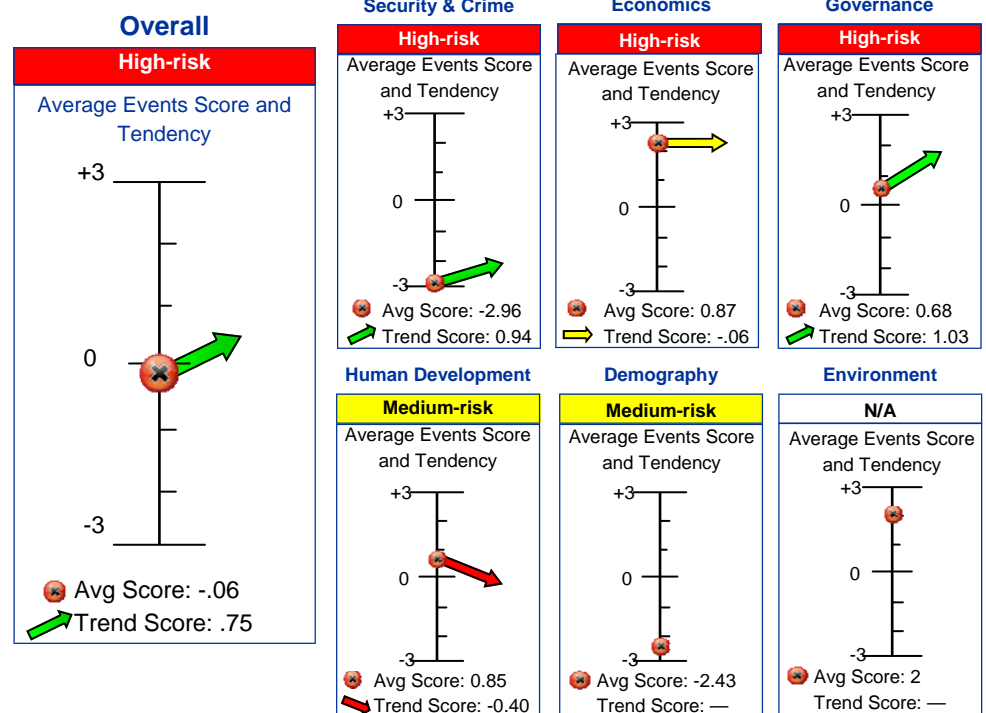 Overall
High-risk
Average Events Score and
Tendency
+3
0
-3
Avg Score: -.06
Trend Score: .75
Security & Crime
High-risk
Average Events Score
and Tendency
+3
0
-3
Avg Score: -2.96
Trend Score: 0.94
Economics
High-risk
Average Events Score
and Tendency
+3
0
-3
Avg Score: 0.87
Trend Score: -.06
Governance
High-risk
Average Events Score
and Tendency
+3
0
-3
Avg Score: 0.68
Trend Score: 1.03
Human Development
Medium-risk
Average Events Score
and Tendency
+3
0
-3
Avg Score: 0.85
Trend Score: -0.40
Demography
Medium-risk
Average Events Score
and Tendency
+3
0
-3
Avg Score: -2.43
Trend Score: —
Environment
N/A
Average Events Score
and Tendency
+3
0
-3
Avg Score: 2
Trend Score: —